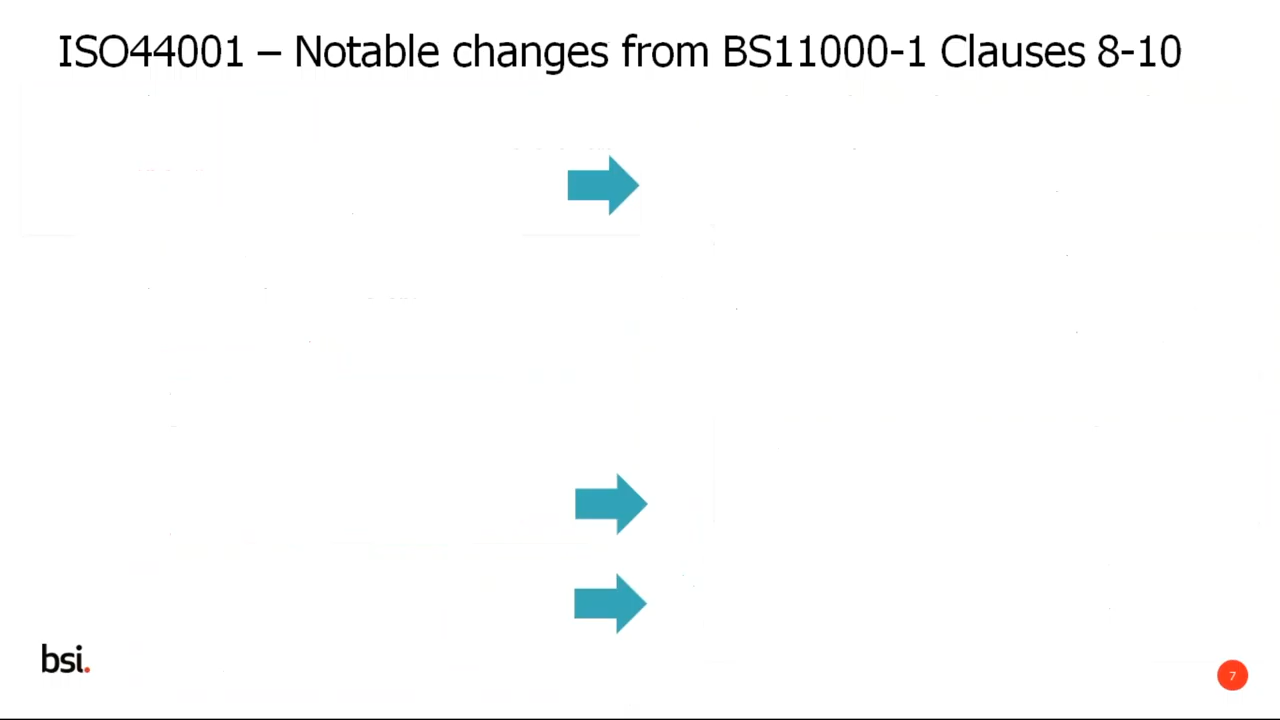 ISO44001 – Notable changes from BS11000-1 Clauses 8-10
bsi.
7